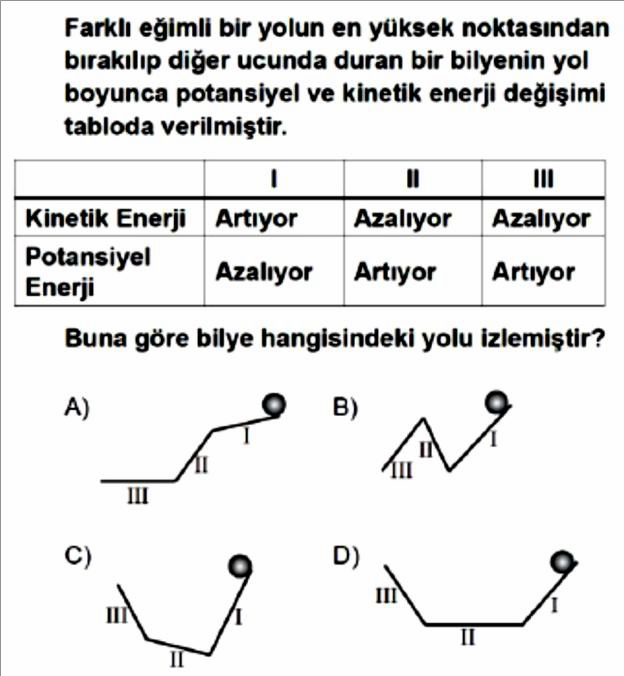 Farklı eğimli bir yolun en yüksek noktasından
bırakılıp diğer ucunda duran bir bilyenin yol
boyunca potansiyel ve kinetik enerji değişimi
tabloda verilmiştir.
I II III
Kinetik Enerji Artıyor Azalıyor Azalıyor
Potansiyel
Enerji Azalıyor Artıyor Artıyor
Buna göre bilye hangisindeki yolu izlemiştir?
A) B)
I II III
I II III
C) D)
I II III
I II III